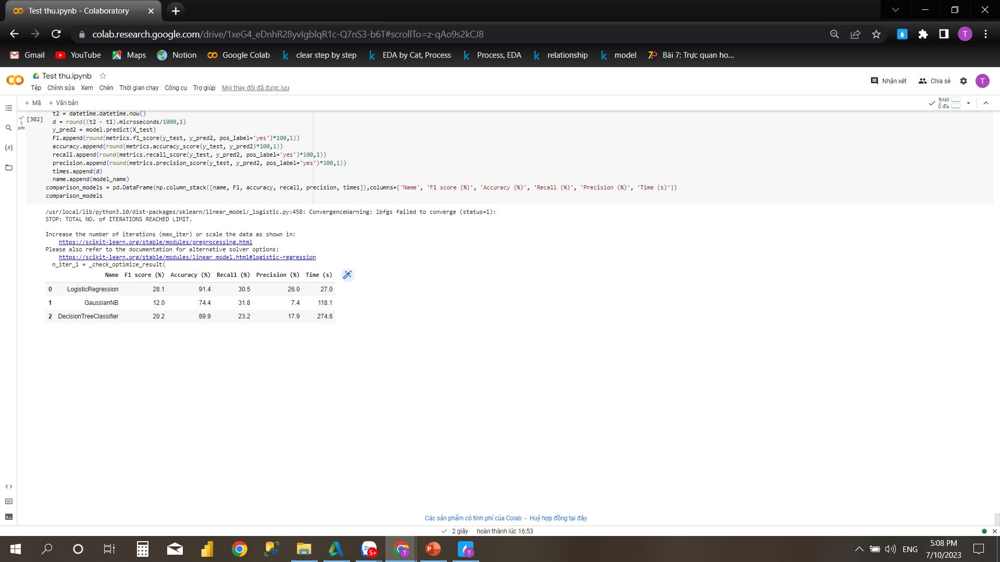 Test thu.ipynb - Colaboratory
colab.research.google.com/drive/1xeG4_eDnhR28yvIgblqR1c-Q7nS3-b6T#scrollTo=z-qAo9s2kCJ8
T
Gmail YouTube Maps Notion Google Colab clear step by step EDA by Cat, Process Process, EDA relationship model Bài 7: Trực quan ho...
Test thu.ipynb
Nhận xét Chia sẻ T
Tệp Chỉnh sửa Xem Chèn Thời gian chạy Công cụ Trợ giúp Mọi thay đổi đã được lưu
+ Mã + Văn bản
RAM
Ổ đĩa
[302]
2
giây
t2 = datetime.datetime.now()
d = round((t2 - t1).microseconds/1000,1)
y_pred2 = model.predict(X_test)
F1.append(round(metrics.f1_score(y_test, y_pred2, pos_label='yes')*100,1))
accuracy.append(round(metrics.accuracy_score(y_test, y_pred2)*100,1))
recall.append(round(metrics.recall_score(y_test, y_pred2, pos_label='yes')*100,1))
precision.append(round(metrics.precision_score(y_test, y_pred2, pos_label='yes')*100,1))
times.append(d)
name.append(model_name)
comparison_models = pd.DataFrame(np.column_stack([name, F1, accuracy, recall, precision, times]),columns=['Name', 'F1 score (%)', 'Accuracy (%)', 'Recall (%)', 'Precision (%)', 'Time (s)'])
comparison_models
/usr/local/lib/python3.10/dist-packages/sklearn/linear_model/_logistic.py:458: ConvergenceWarning: lbfgs failed to converge (status=1):
STOP: TOTAL NO. of ITERATIONS REACHED LIMIT.
Increase the number of iterations (max_iter) or scale the data as shown in:
https://scikit-learn.org/stable/modules/preprocessing.html
Please also refer to the documentation for alternative solver options:
https://scikit-learn.org/stable/modules/linear_model.html#logistic-regression
n_iter_i = _check_optimize_result(
Name F1 score (%) Accuracy (%) Recall (%) Precision (%) Time (s)
0 LogisticRegression 28.1 91.4 30.5 26.0 27.0
1 GaussianNB 12.0 74.4 31.8 7.4 118.1
2 DecisionTreeClassifier 20.2 89.9 23.2 17.9 274.6
Các sản phẩm có tính phí của Colab - Huỷ hợp đồng tại đây
2 giây hoàn thành lúc 16:53
5+
T
T
ENG
5:08 PM
7/10/2023